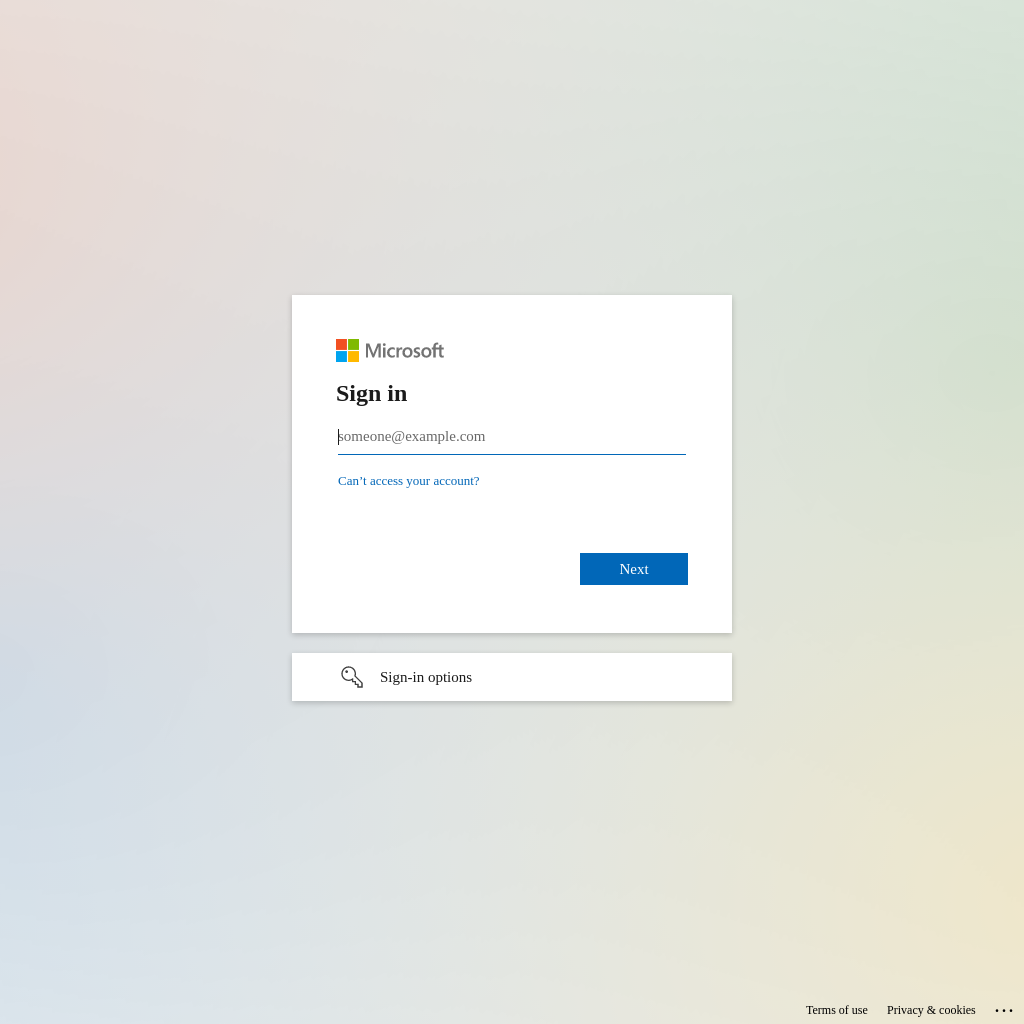 Microsoft
Sign in
someone@example.com
Can’t access your account?
Next
Sign-in options
Terms of use Privacy & cookies ...